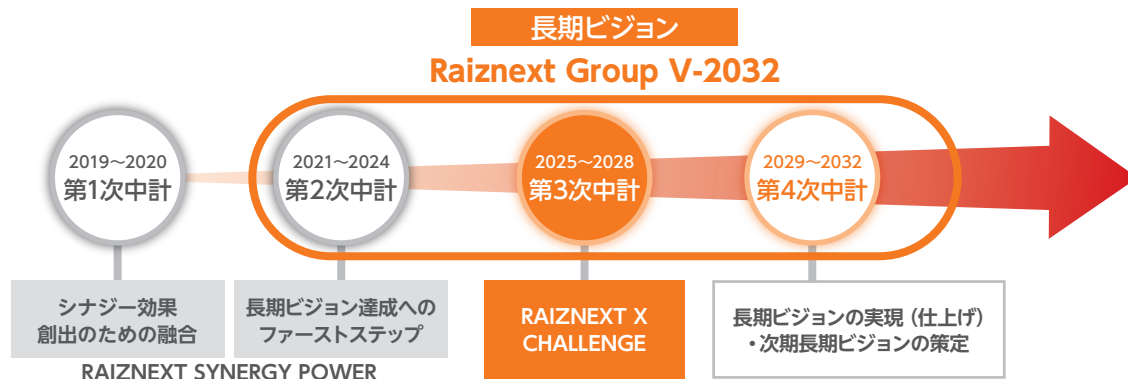 長期ビジョン
Raiznext Group V-2032
2019～2020
第1次中計
2021～2024
第2次中計
2025～2028
第3次中計
2029～2032
第4次中計
シナジー効果
創出のための融合
長期ビジョン達成への
ファーストステップ
RAIZNEXT SYNERGY POWER
RAIZNEXT X
CHALLENGE
長期ビジョンの実現（仕上げ）
・次期長期ビジョンの策定